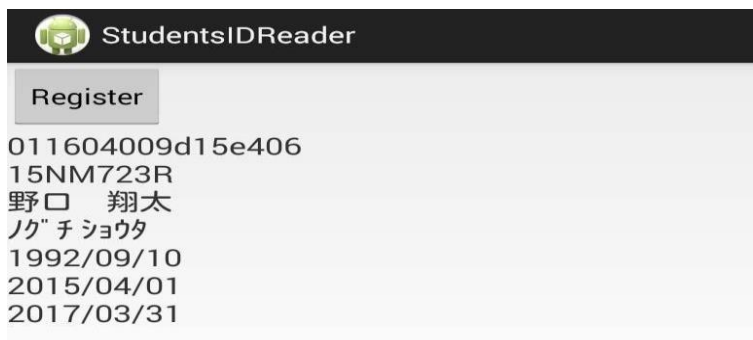 StudentsIDReader
Register
011604009d15e406
15NM723R
野口　翔太
ﾉｸﾞﾁ ｼｮｳﾀ
1992/09/10
2015/04/01
2017/03/31